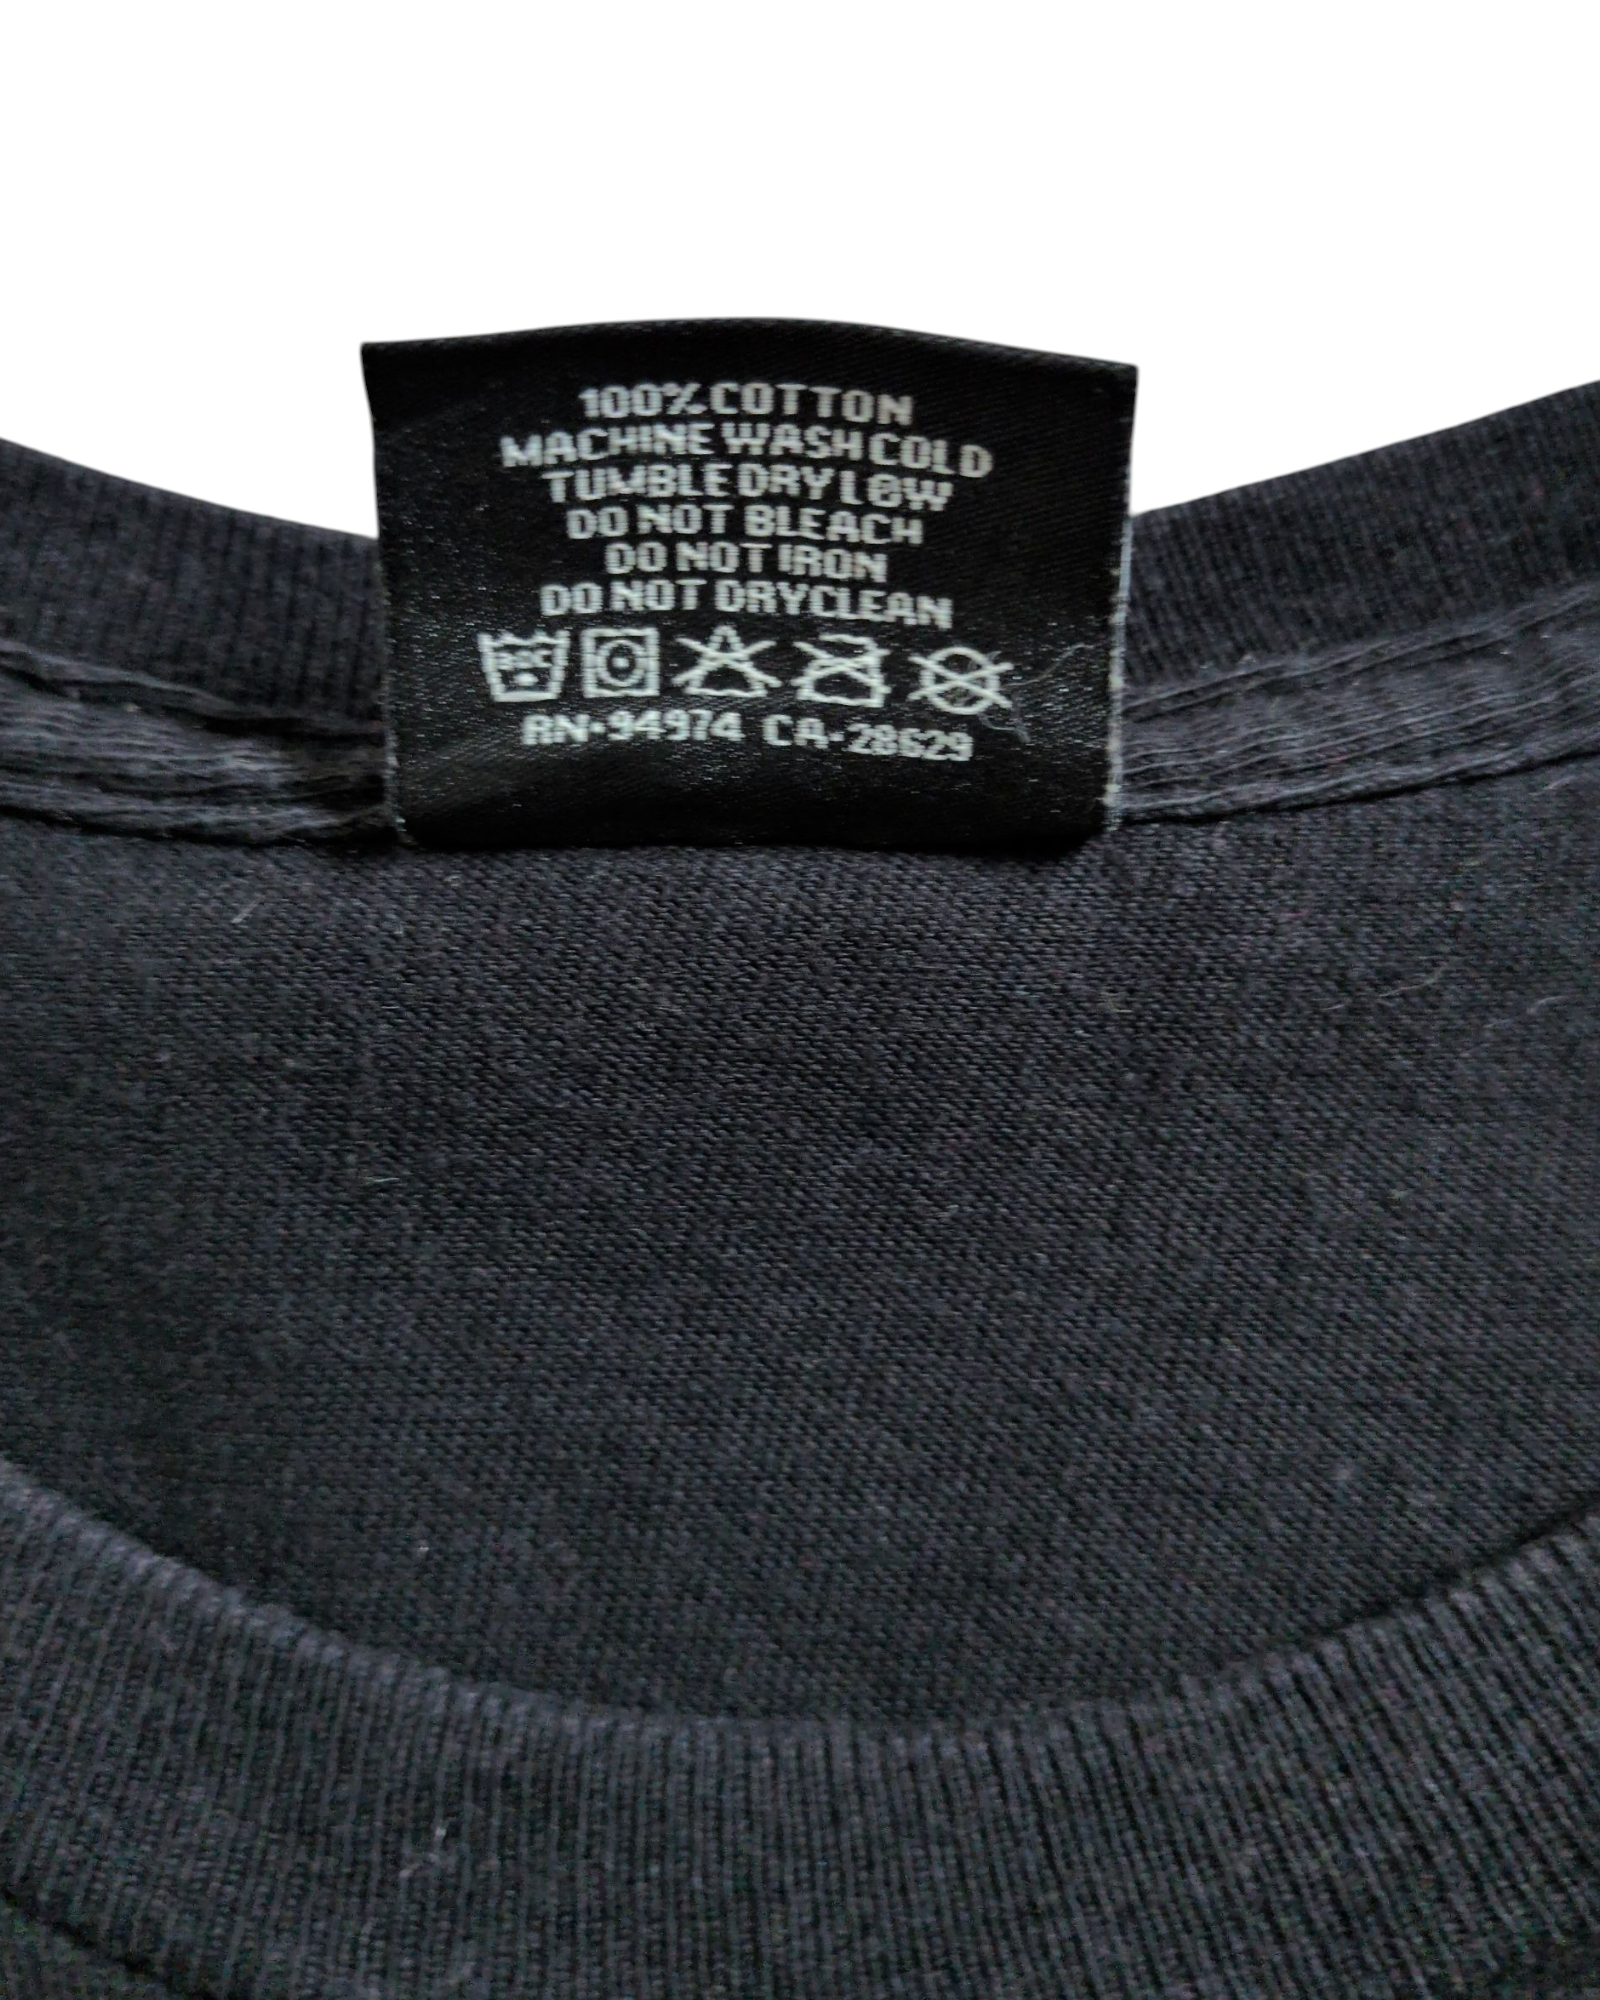 100% COTTON
MACHINE WASH COLD
TUMBLE DRY LOW
DO NOT BLEACH
DO NOT IRON
DO NOT DRYCLEAN
30C
RN·94974 CA·28629